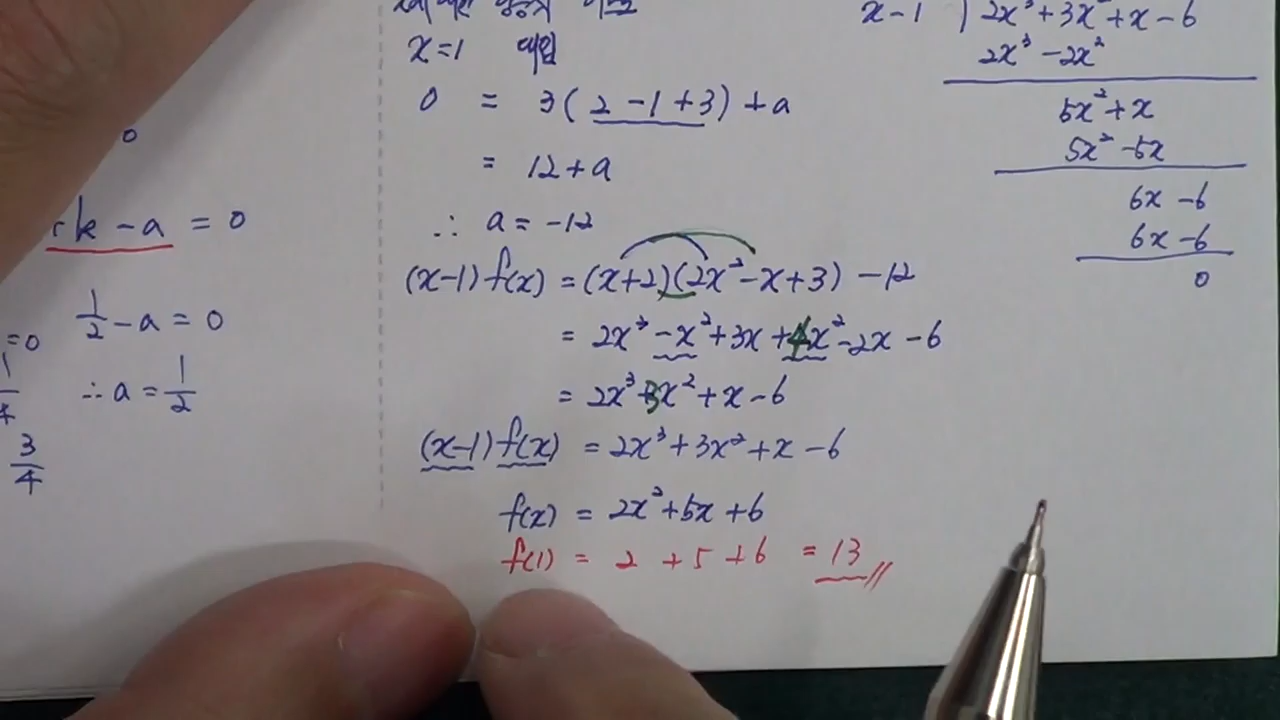 0
k - a = 0
1/2 - a = 0
= 0
1/4
∴ a = 1/2
3/4
x = 1 대입
0 = 3(2 - 1 + 3) + a
= 12 + a
∴ a = -12
(x-1) f(x) = (x+2)(2x² - x + 3) - 12
= 2x³ - x² + 3x + 4x² - 2x - 6
= 2x³ + 3x² + x - 6
(x-1) f(x) = 2x³ + 3x² + x - 6
f(x) = 2x² + 5x + 6
f(1) = 2 + 5 + 6 = 13
x - 1 ) 2x³ + 3x² + x - 6
2x³ - 2x²
5x² + x
5x² - 5x
6x - 6
6x - 6
0